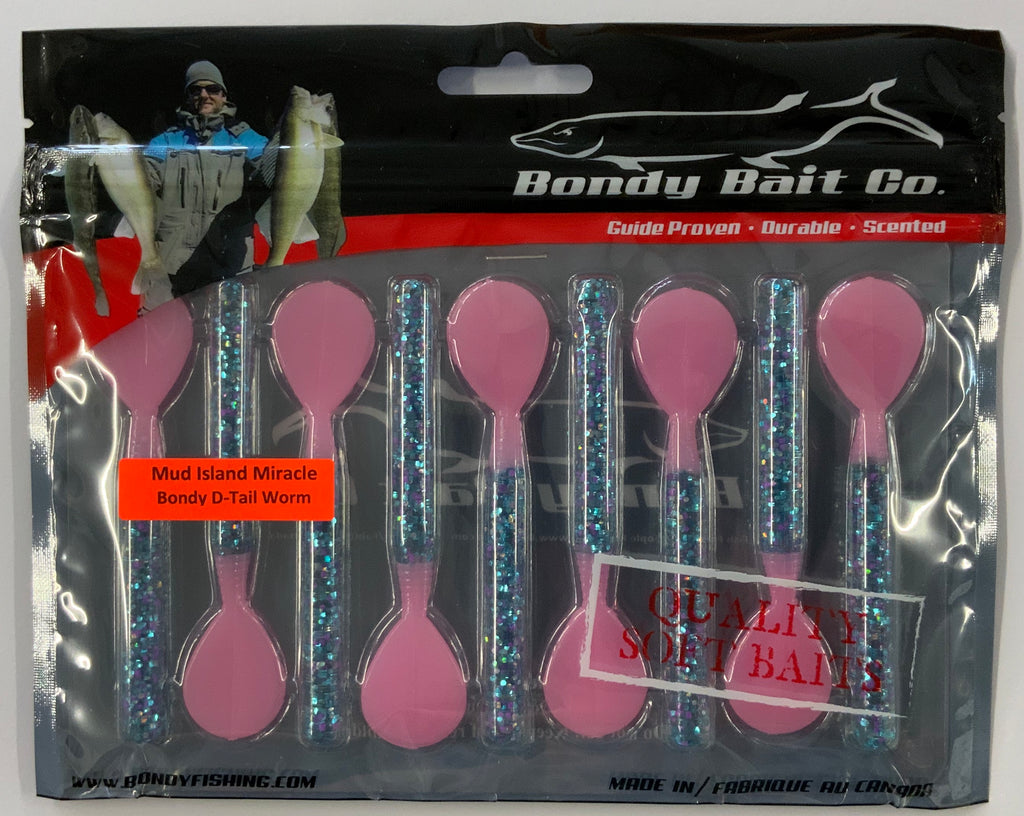 Bondy Bait Co.
Guide Proven · Durable · Scented
Mud Island Miracle
Bondy D-Tail Worm
QUALITY
SOFT BAITS
WWW.BONDYFISHING.COM
MADE IN/ FABRIQUE AU CANADA